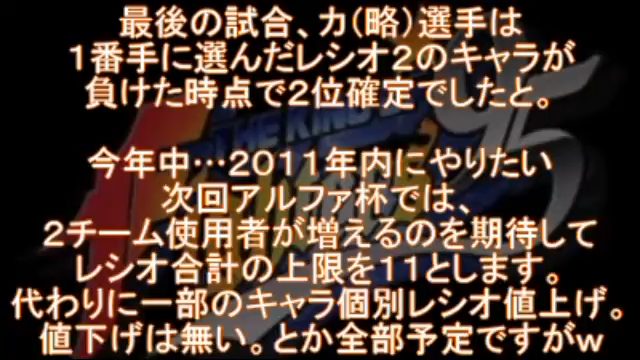 最後の試合、カ(略)選手は
1番手に選んだレシオ2のキャラが
負けた時点で2位確定でしたと。
今年中…2011年内にやりたい
次回アルファ杯では、
2チーム使用者が増えるのを期待して
レシオ合計の上限を11とします。
代わりに一部のキャラ個別レシオ値上げ。
値下げは無い。とか全部予定ですがw
THE KING
95